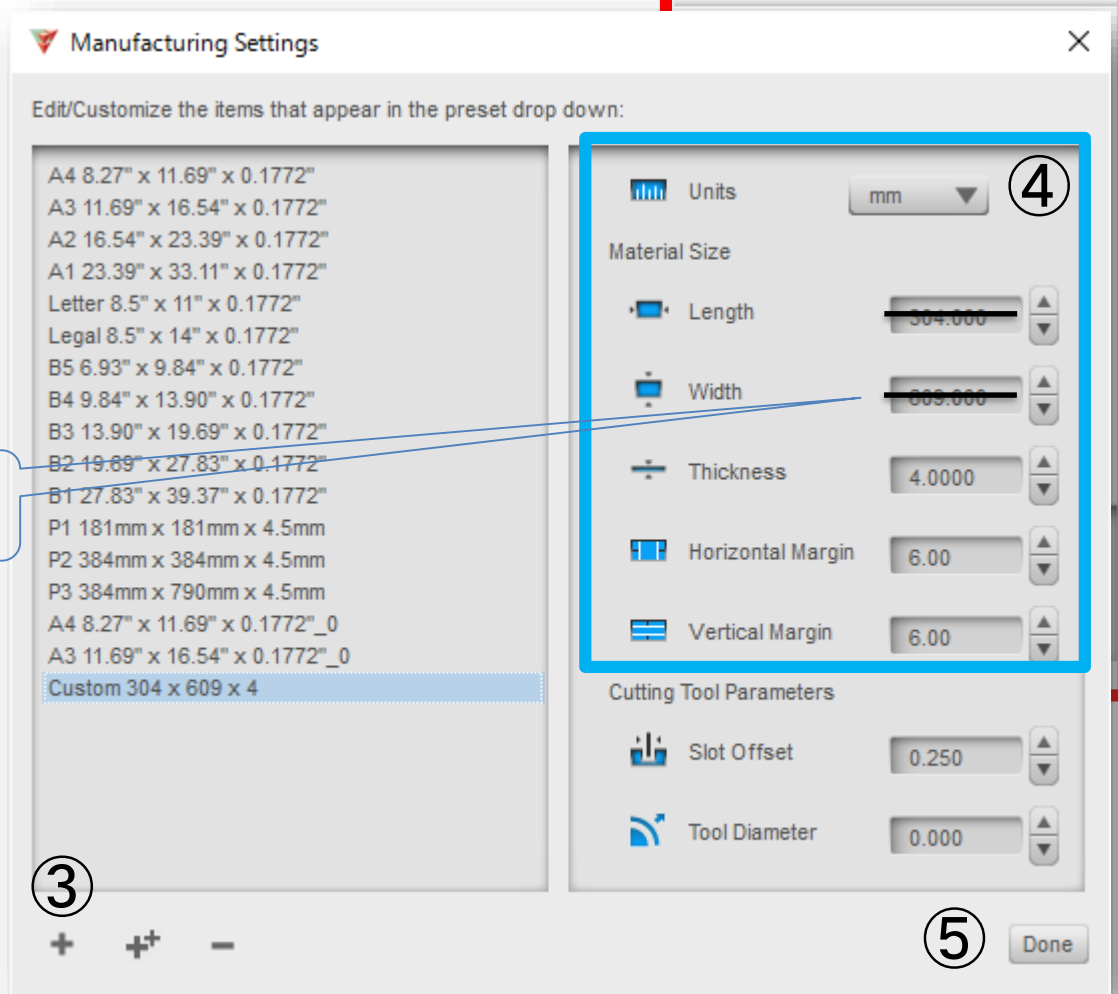 Manufacturing Settings
Edit/Customize the items that appear in the preset drop down:
A4 8.27" x 11.69" x 0.1772"
A3 11.69" x 16.54" x 0.1772"
A2 16.54" x 23.39" x 0.1772"
A1 23.39" x 33.11" x 0.1772"
Letter 8.5" x 11" x 0.1772"
Legal 8.5" x 14" x 0.1772"
B5 6.93" x 9.84" x 0.1772"
B4 9.84" x 13.90" x 0.1772"
B3 13.90" x 19.69" x 0.1772"
B2 19.69" x 27.83" x 0.1772"
B1 27.83" x 39.37" x 0.1772"
P1 181mm x 181mm x 4.5mm
P2 384mm x 384mm x 4.5mm
P3 384mm x 790mm x 4.5mm
A4 8.27" x 11.69" x 0.1772"_0
A3 11.69" x 16.54" x 0.1772"_0
Custom 304 x 609 x 4
③
④
Units mm
Material Size
Length 304.000
Width 609.000
Thickness 4.0000
Horizontal Margin 6.00
Vertical Margin 6.00
Cutting Tool Parameters
Slot Offset 0.250
Tool Diameter 0.000
⑤
Done